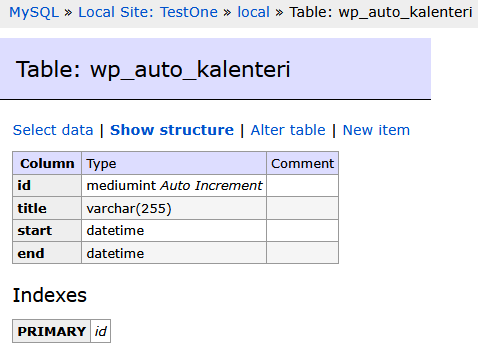 MySQL » Local Site: TestOne » local » Table: wp_auto_kalenteri
Table: wp_auto_kalenteri
Select data | Show structure | Alter table | New item
Column Type Comment
id mediumint Auto Increment
title varchar(255)
start datetime
end datetime
Indexes
PRIMARY id